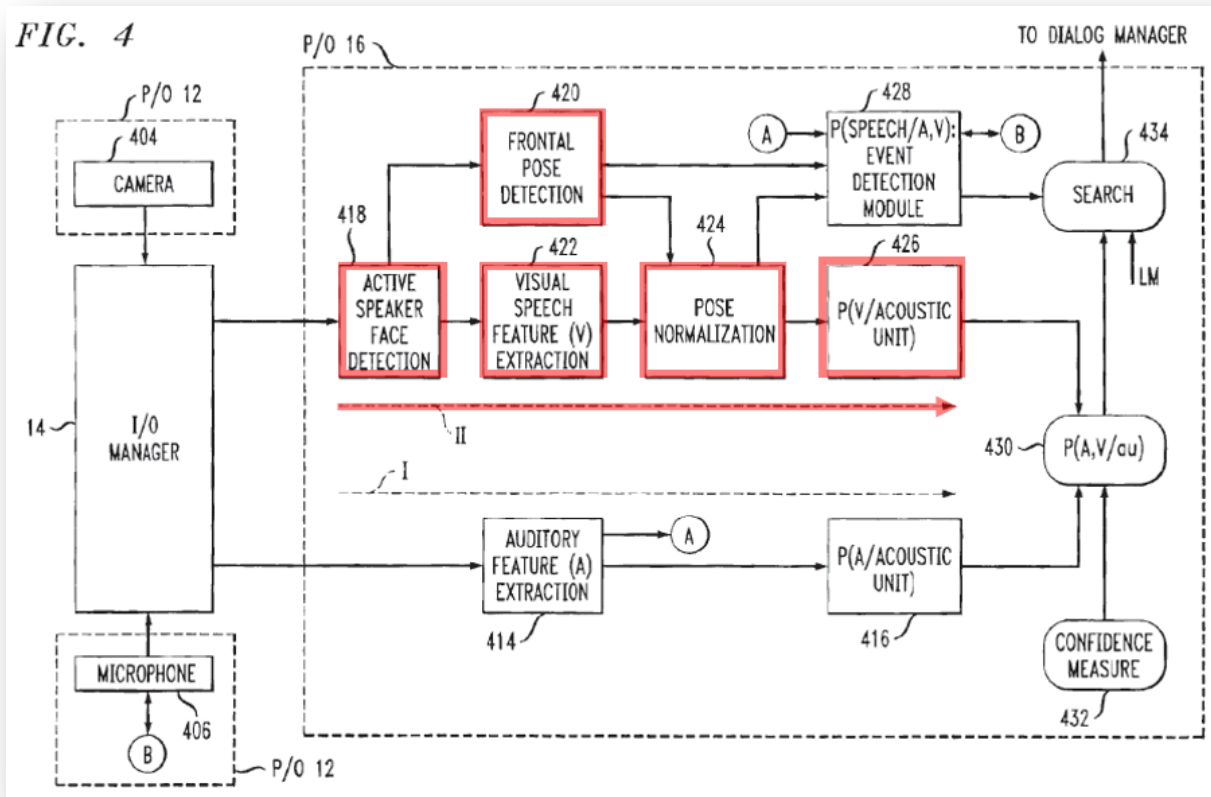 FIG. 4
P/O 16
TO DIALOG MANAGER
P/O 12
404
CAMERA
420
FRONTAL
POSE
DETECTION
A
428
P(SPEECH/A,V):
EVENT
DETECTION
MODULE
B
434
SEARCH
LM
418
ACTIVE
SPEAKER
FACE
DETECTION
422
VISUAL
SPEECH
FEATURE (V)
EXTRACTION
424
POSE
NORMALIZATION
426
P(V/ACOUSTIC
UNIT)
14
I/O
MANAGER
II
I
430
P(A,V/au)
AUDITORY
FEATURE (A)
EXTRACTION
414
A
P(A/ACOUSTIC
UNIT)
416
CONFIDENCE
MEASURE
432
MICROPHONE
406
B
P/O 12